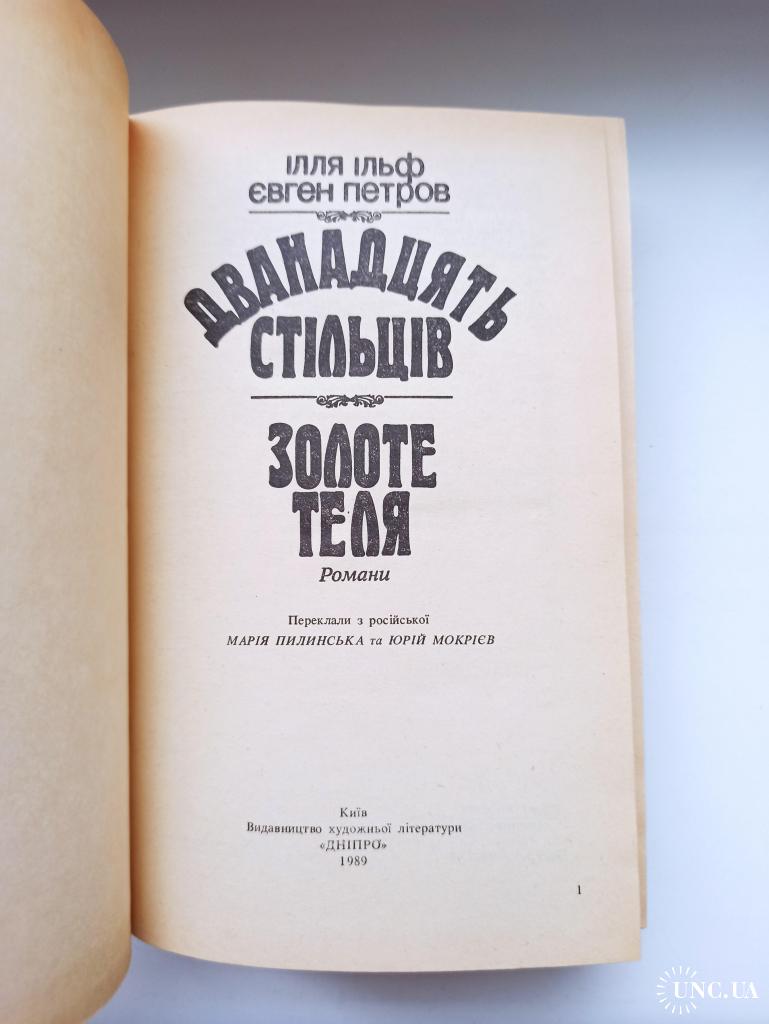 Ілля Ільф
Євген Петров
ДВАНАДЦЯТЬ
СТІЛЬЦІВ
ЗОЛОТЕ
ТЕЛЯ
Романи
Переклали з російської
МАРІЯ ПИЛИНСЬКА та ЮРІЙ МОКРІЄВ
Київ
Видавництво художньої літератури
«ДНІПРО»
1989
1
UNC.UA